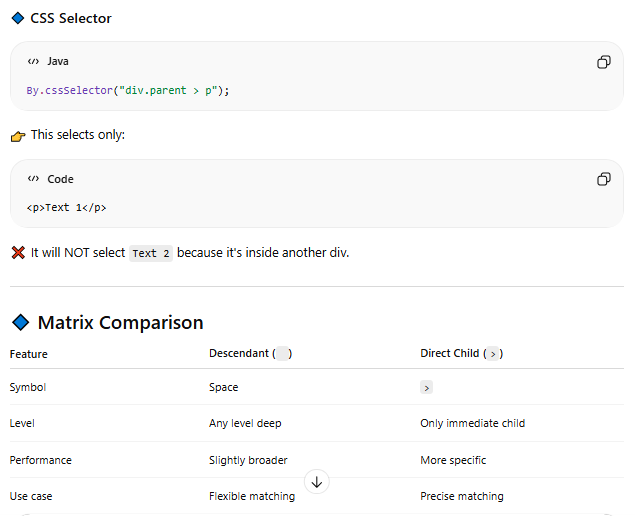 CSS Selector
Java
By.cssSelector("div.parent > p");
This selects only:
Code
<p>Text 1</p>
It will NOT select Text 2 because it's inside another div.
Matrix Comparison
Feature Descendant ( ) Direct Child ( > )
Symbol Space >
Level Any level deep Only immediate child
Performance Slightly broader More specific
Use case Flexible matching Precise matching